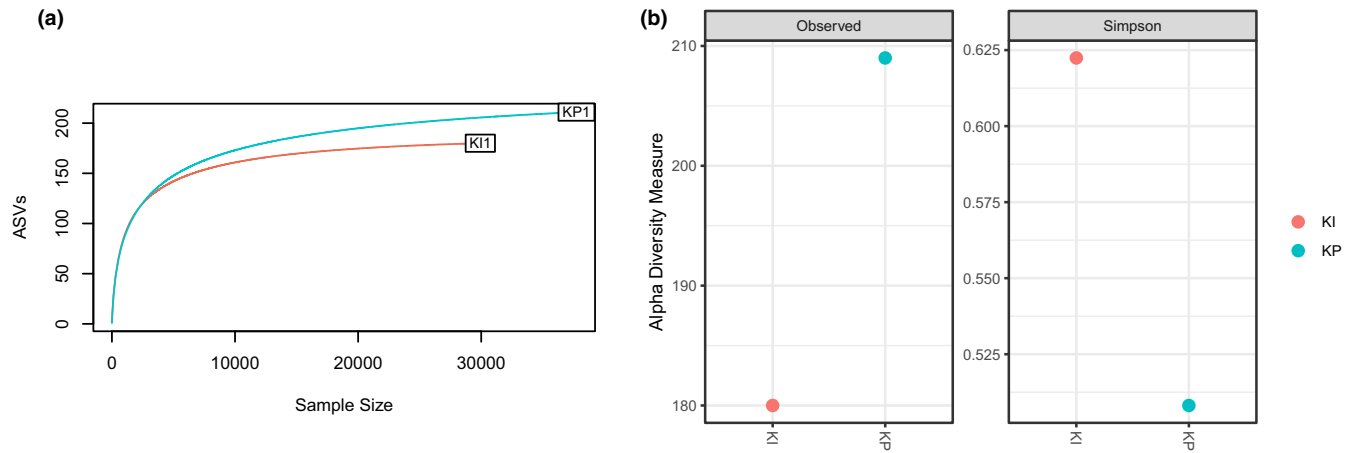 (a)
ASVs
0
50
100
150
200
KP1
KI1
0
10000
20000
30000
Sample Size
(b)
Alpha Diversity Measure
Observed
210
200
190
180
KI
KP
Simpson
0.625
0.600
0.575
0.550
0.525
KI
KP
KI
KP